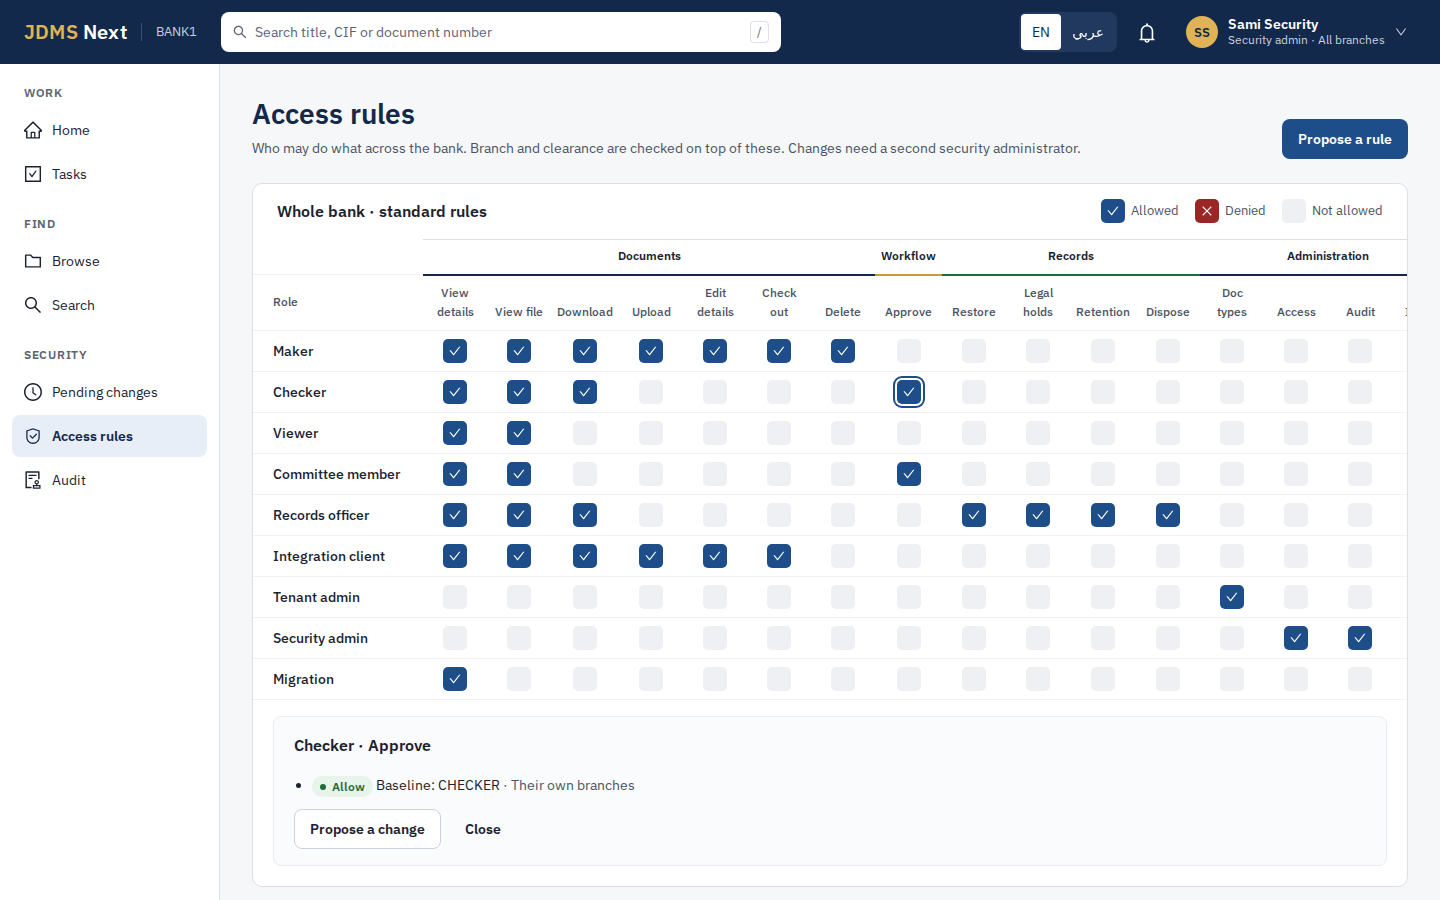 JDMS Next BANK1 Search title, CIF or document number / EN عربي SS Sami Security
Security admin · All branches
WORK
Home
Tasks
FIND
Browse
Search
SECURITY
Pending changes
Access rules
Audit
Access rules
Who may do what across the bank. Branch and clearance are checked on top of these. Changes need a second security administrator.
Propose a rule
Whole bank · standard rules
Allowed Denied Not allowed
Documents Workflow Records Administration
Role View details View file Download Upload Edit details Check out Delete Approve Restore Legal holds Retention Dispose Doc types Access Audit
Maker
Checker
Viewer
Committee member
Records officer
Integration client
Tenant admin
Security admin
Migration
Checker · Approve
Allow Baseline: CHECKER · Their own branches
Propose a change Close